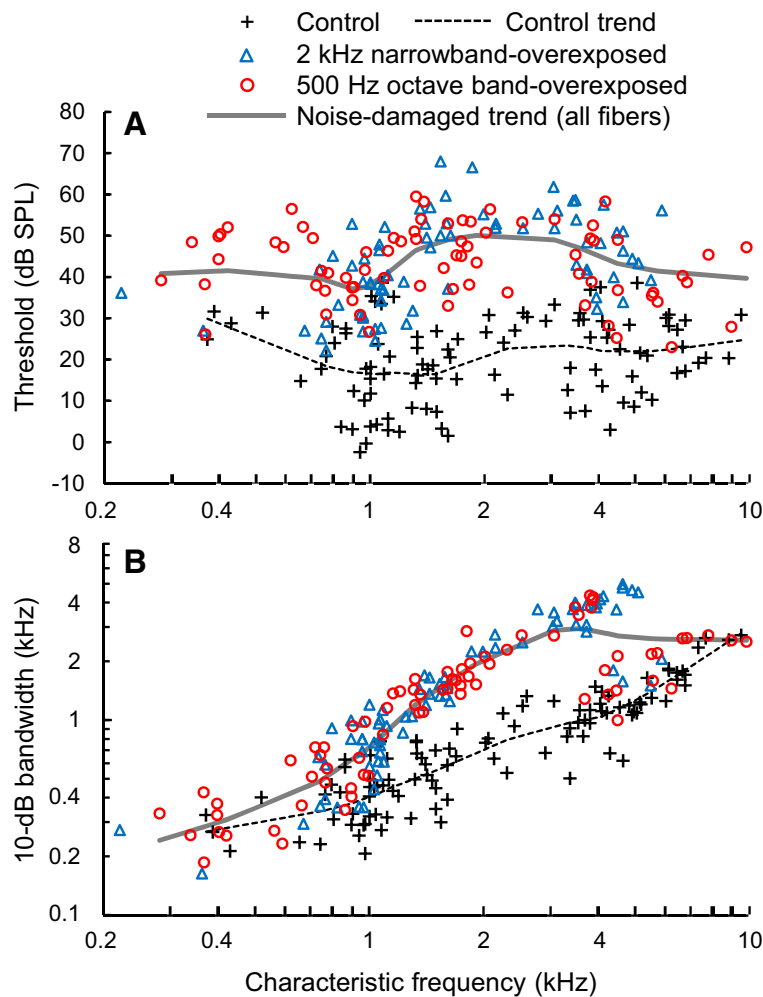 Control Control trend
2 kHz narrowband-overexposed
500 Hz octave band-overexposed
Noise-damaged trend (all fibers)
A
Threshold (dB SPL)
80
70
60
50
40
30
20
10
0
-10
0.2 0.4 1 2 4 10
B
10-dB bandwidth (kHz)
8
4
2
1
0.4
0.2
0.1
0.2 0.4 1 2 4 10
Characteristic frequency (kHz)